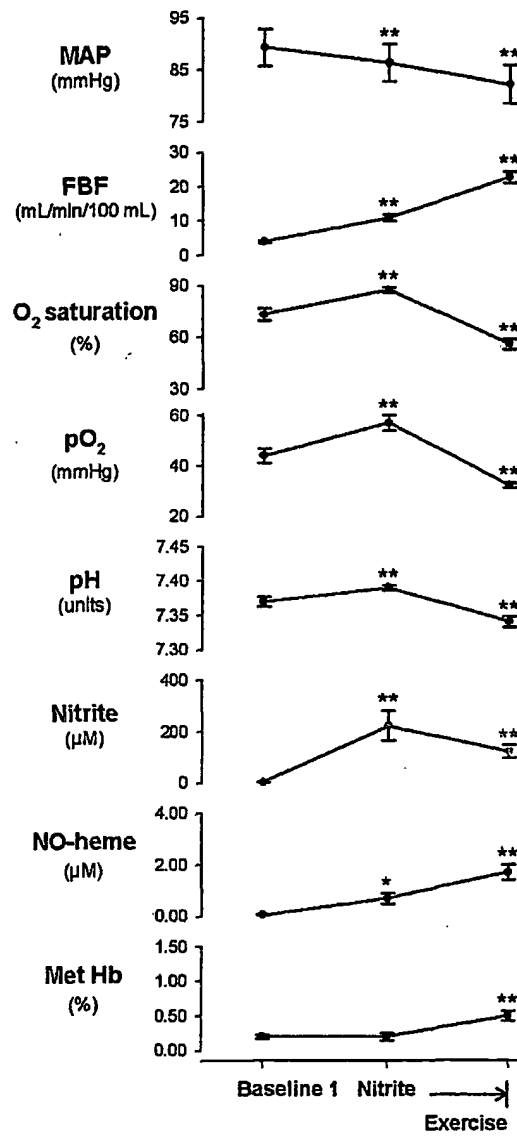 95
MAP
(mmHg)
85
75
**
**
30
FBF
(mL/min/100 mL)
20
10
0
**
**
90
O₂ saturation
(%)
60
30
**
**
60
pO₂
(mmHg)
40
20
**
**
7.45
pH
(units)
7.40
7.35
7.30
**
**
400
Nitrite
(µM)
200
0
**
**
4.00
NO-heme
(µM)
2.00
0.00
*
**
1.50
Met Hb
(%)
1.00
0.50
0.00
**
Baseline 1 Nitrite
Exercise